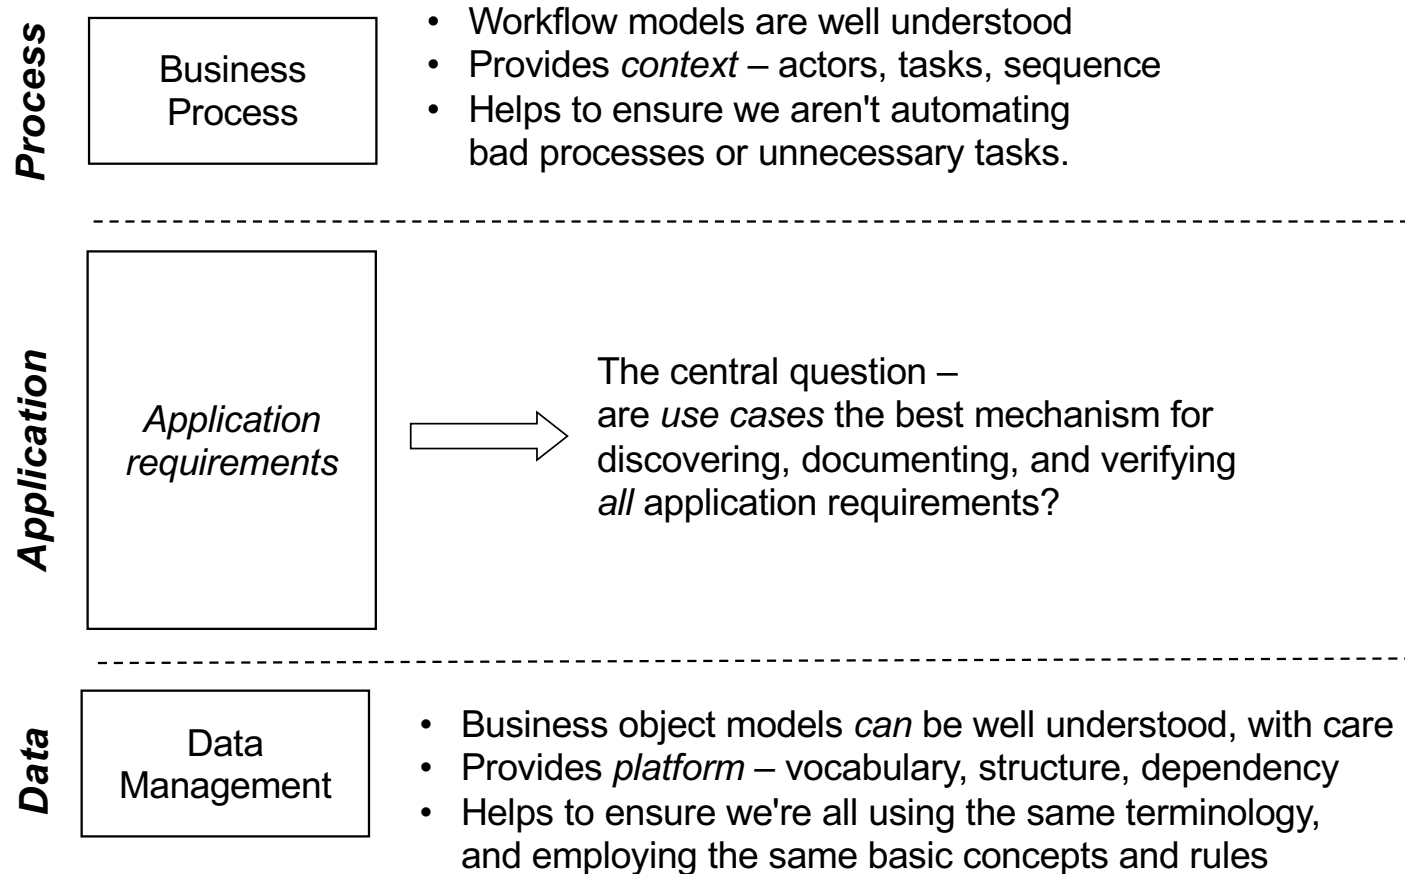 Process
Business
Process
• Workflow models are well understood
• Provides context – actors, tasks, sequence
• Helps to ensure we aren't automating
bad processes or unnecessary tasks.
Application
Application
requirements
The central question –
are use cases the best mechanism for
discovering, documenting, and verifying
all application requirements?
Data
Data
Management
• Business object models can be well understood, with care
• Provides platform – vocabulary, structure, dependency
• Helps to ensure we're all using the same terminology,
and employing the same basic concepts and rules